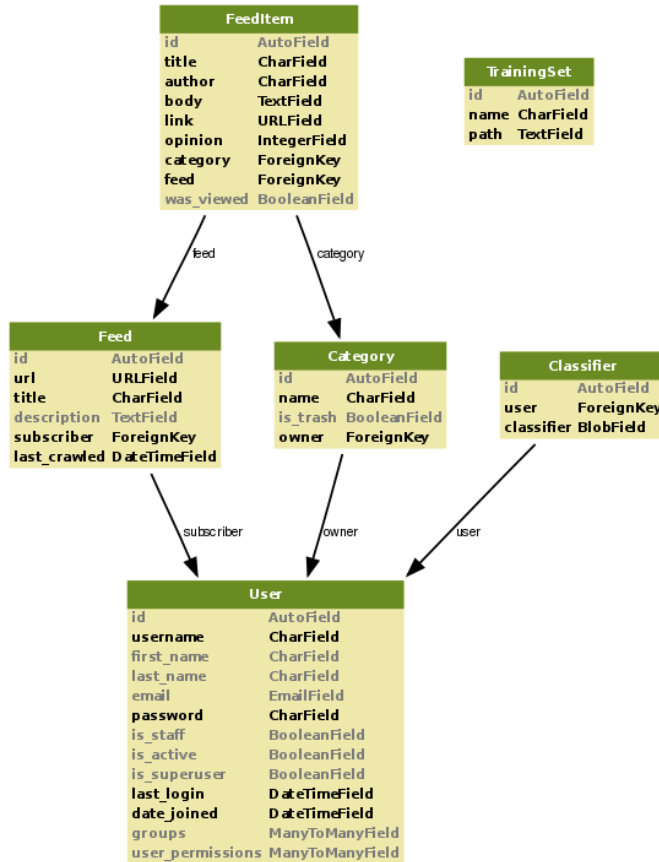 FeedItem
id AutoField
title CharField
author CharField
body TextField
link URLField
opinion IntegerField
category ForeignKey
feed ForeignKey
was_viewed BooleanField
TrainingSet
id AutoField
name CharField
path TextField
feed
category
Feed
id AutoField
url URLField
title CharField
description TextField
subscriber ForeignKey
last_crawled DateTimeField
Category
id AutoField
name CharField
is_trash BooleanField
owner ForeignKey
Classifier
id AutoField
user ForeignKey
classifier BlobField
subscriber
owner
user
User
id AutoField
username CharField
first_name CharField
last_name CharField
email EmailField
password CharField
is_staff BooleanField
is_active BooleanField
is_superuser BooleanField
last_login DateTimeField
date_joined DateTimeField
groups ManyToManyField
user_permissions ManyToManyField